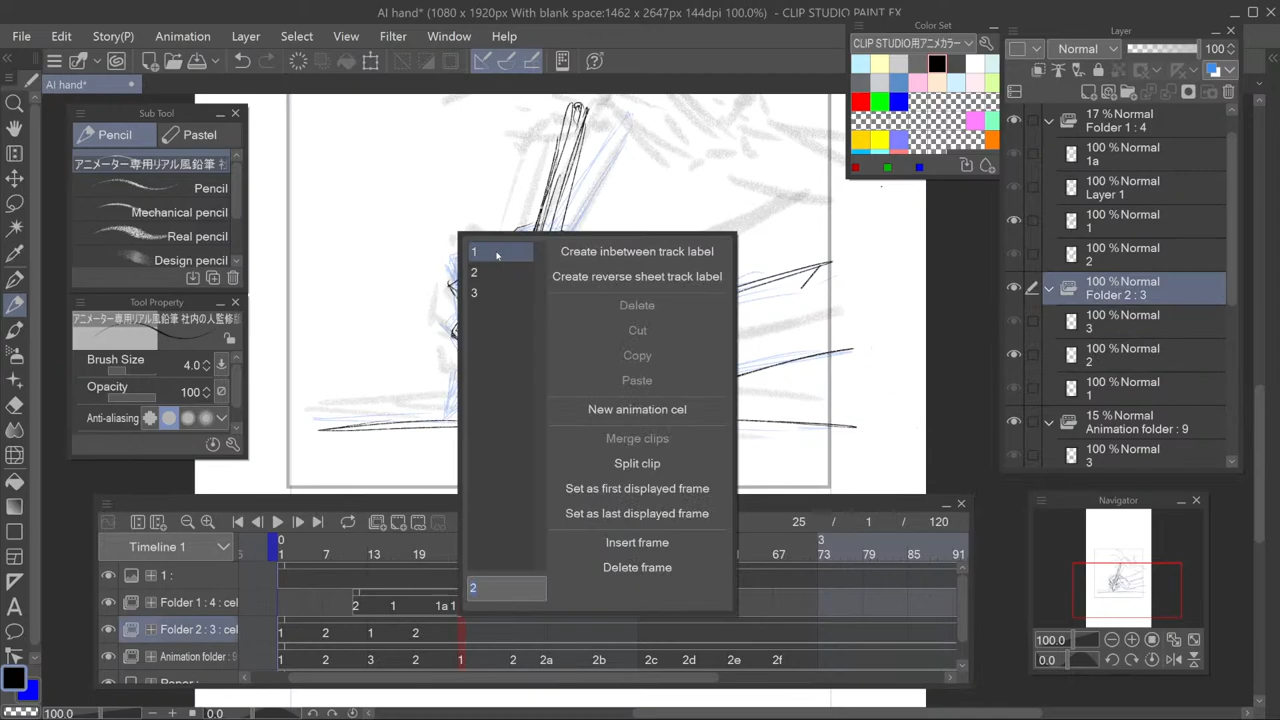 AI hand* (1080 x 1920px With blank space:1462 x 2647px 144dpi 100.0%) - CLIP STUDIO PAINT EX
File Edit Story(P) Animation Layer Select View Filter Window Help
AI hand*
Sub Tool
Pencil Pastel
アニメーター専用リアル風鉛筆
Pencil
Mechanical pencil
Real pencil
Design pencil
Tool Property
アニメーター専用リアル風鉛筆 社内の人監修
Brush Size 4.0
Opacity 100
Anti-aliasing
Color Set
CLIP STUDIO用アニメカラー
Layer
Normal 100
17 % Normal
Folder 1 : 4
100 % Normal
1a
100 % Normal
Layer 1
100 % Normal
1
100 % Normal
2
100 % Normal
Folder 2 : 3
100 % Normal
3
100 % Normal
2
100 % Normal
1
15 % Normal
Animation folder : 9
100 % Normal
3
1
2
3
2
Create inbetween track label
Create reverse sheet track label
Delete
Cut
Copy
Paste
New animation cel
Merge clips
Split clip
Set as first displayed frame
Set as last displayed frame
Insert frame
Delete frame
25 / 1 / 120
Timeline 1
0 3
1 7 13 19 67 73 79 85 91
1 :
Folder 1 : 4 : cel 2 1 1a 1
Folder 2 : 3 : cel 1 2 1 2
Animation folder : 9 1 2 3 2 1 2 2a 2b 2c 2d 2e 2f
Paper :
Navigator
100.0
0.0
100.0 0.0